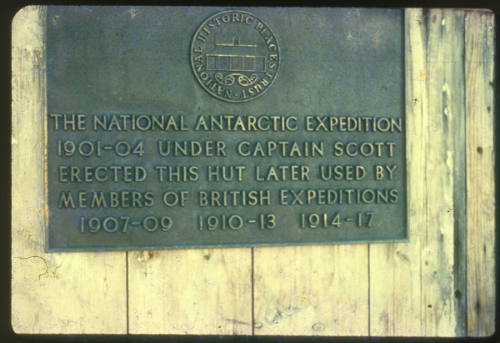 NATIONAL HISTORIC PLACES TRUST
THE NATIONAL ANTARCTIC EXPEDITION
1901-04 UNDER CAPTAIN SCOTT
ERECTED THIS HUT LATER USED BY
MEMBERS OF BRITISH EXPEDITIONS
1907-09 1910-13 1914-17